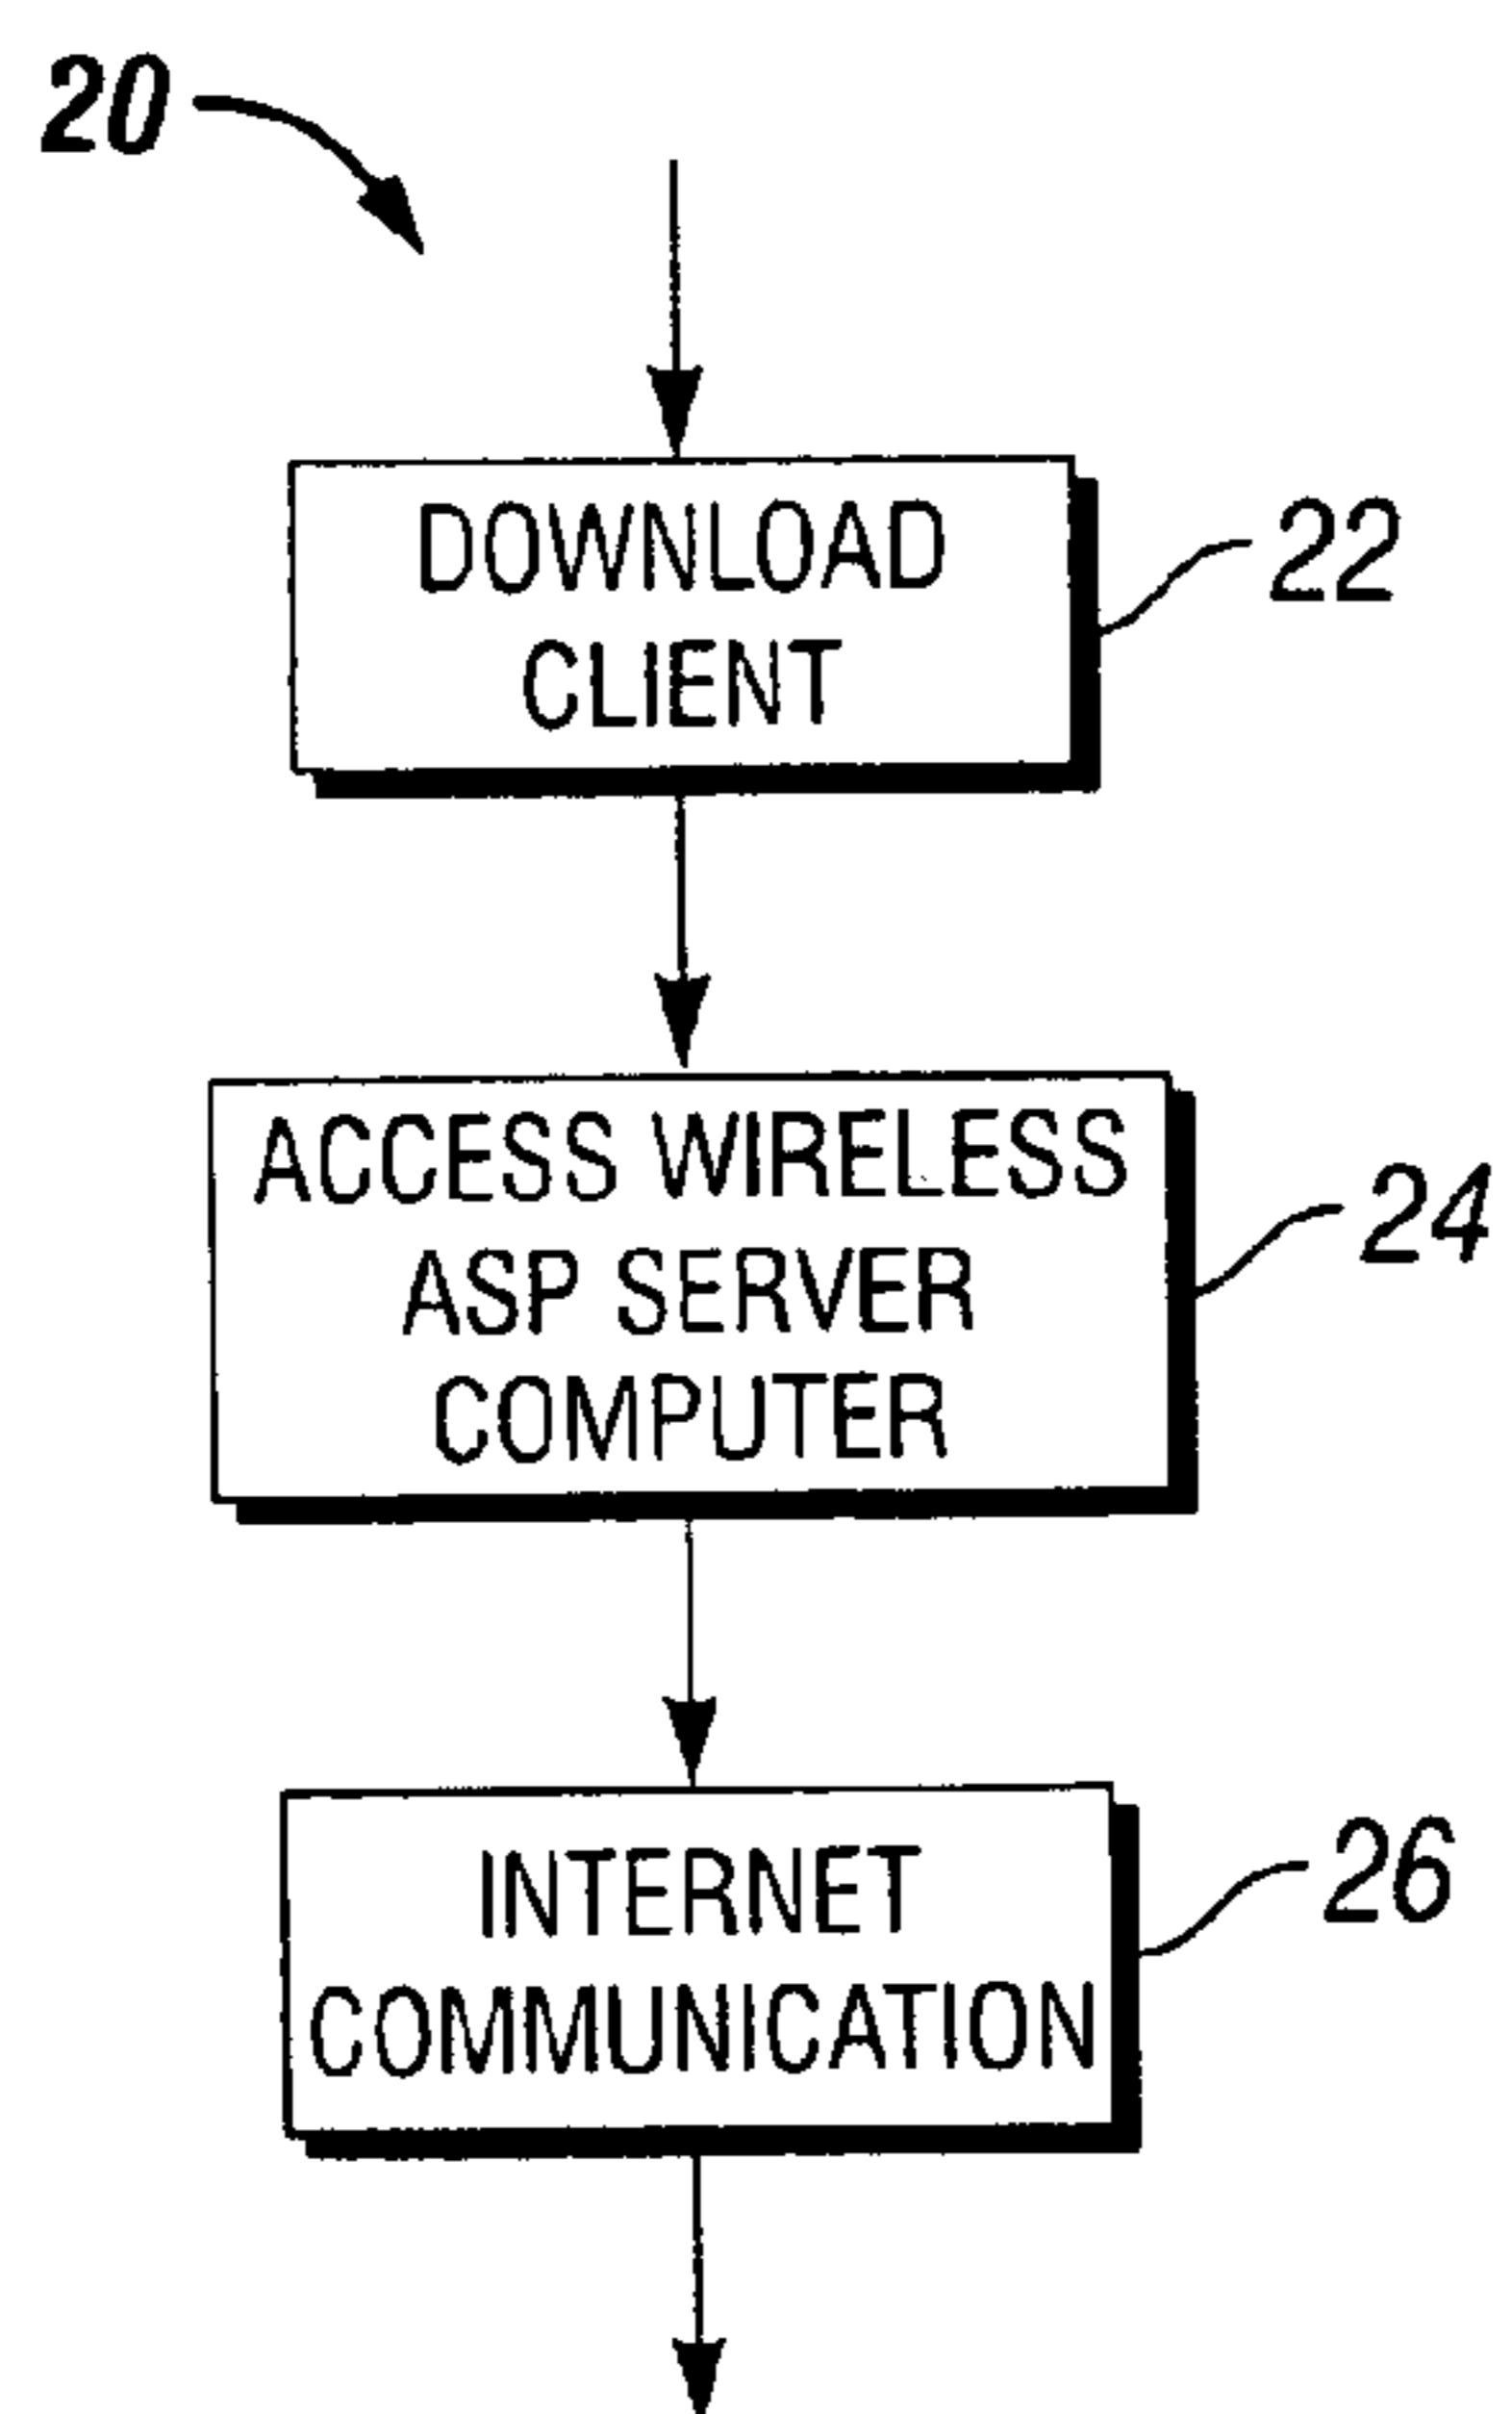 20
DOWNLOAD
CLIENT
22
ACCESS WIRELESS
ASP SERVER
COMPUTER
24
INTERNET
COMMUNICATION
26